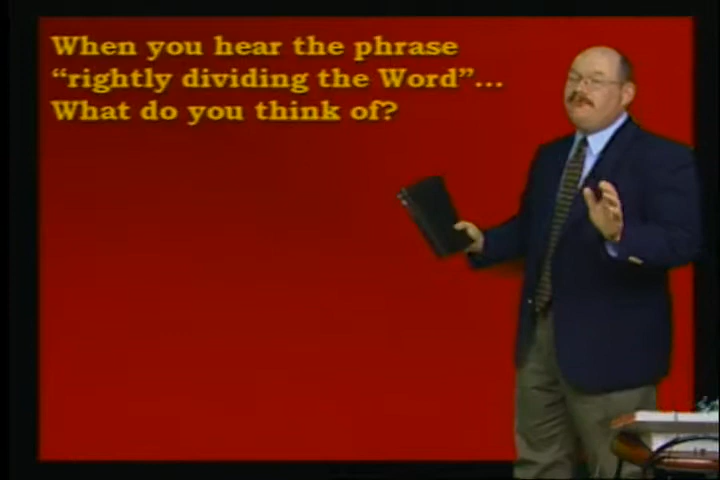 When you hear the phrase
“rightly dividing the Word”...
What do you think of?